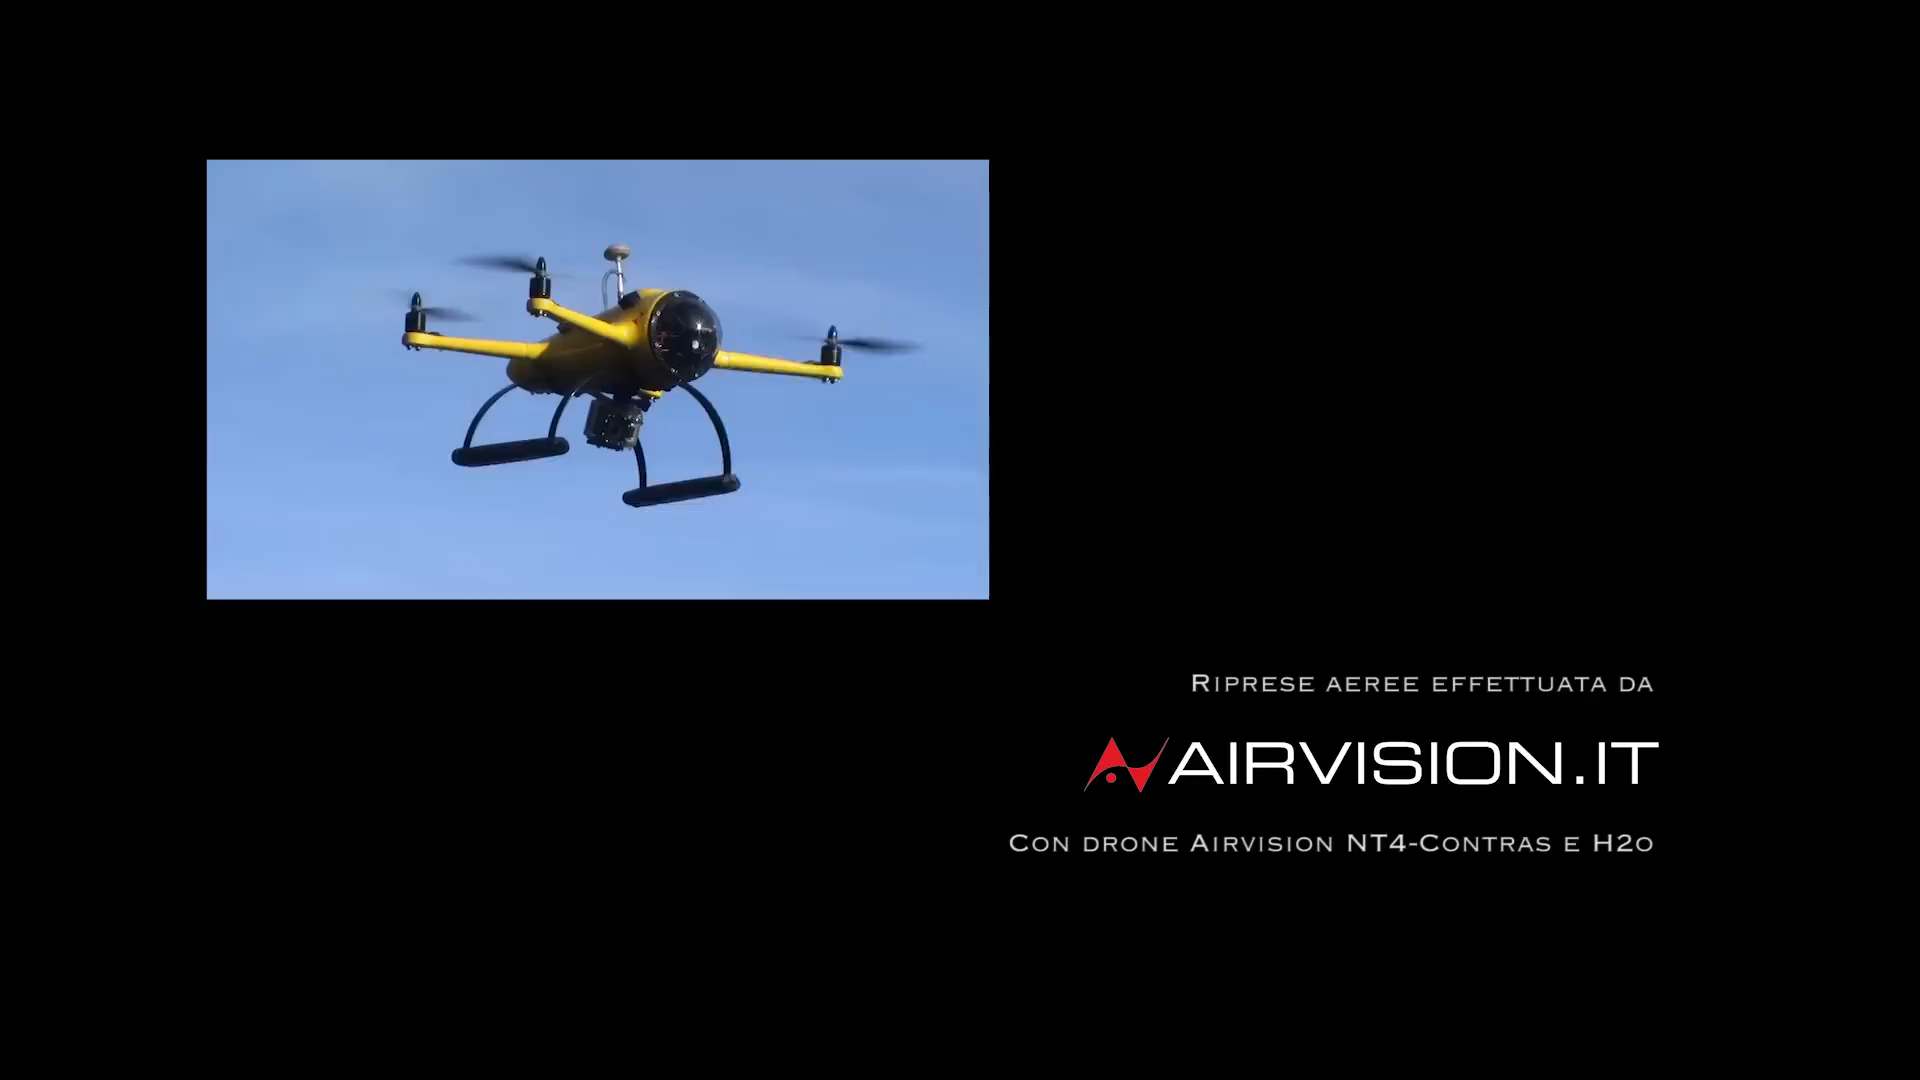 Riprese aeree effettuata da
AIRVISION.IT
Con drone Airvision NT4-Contras e H2o